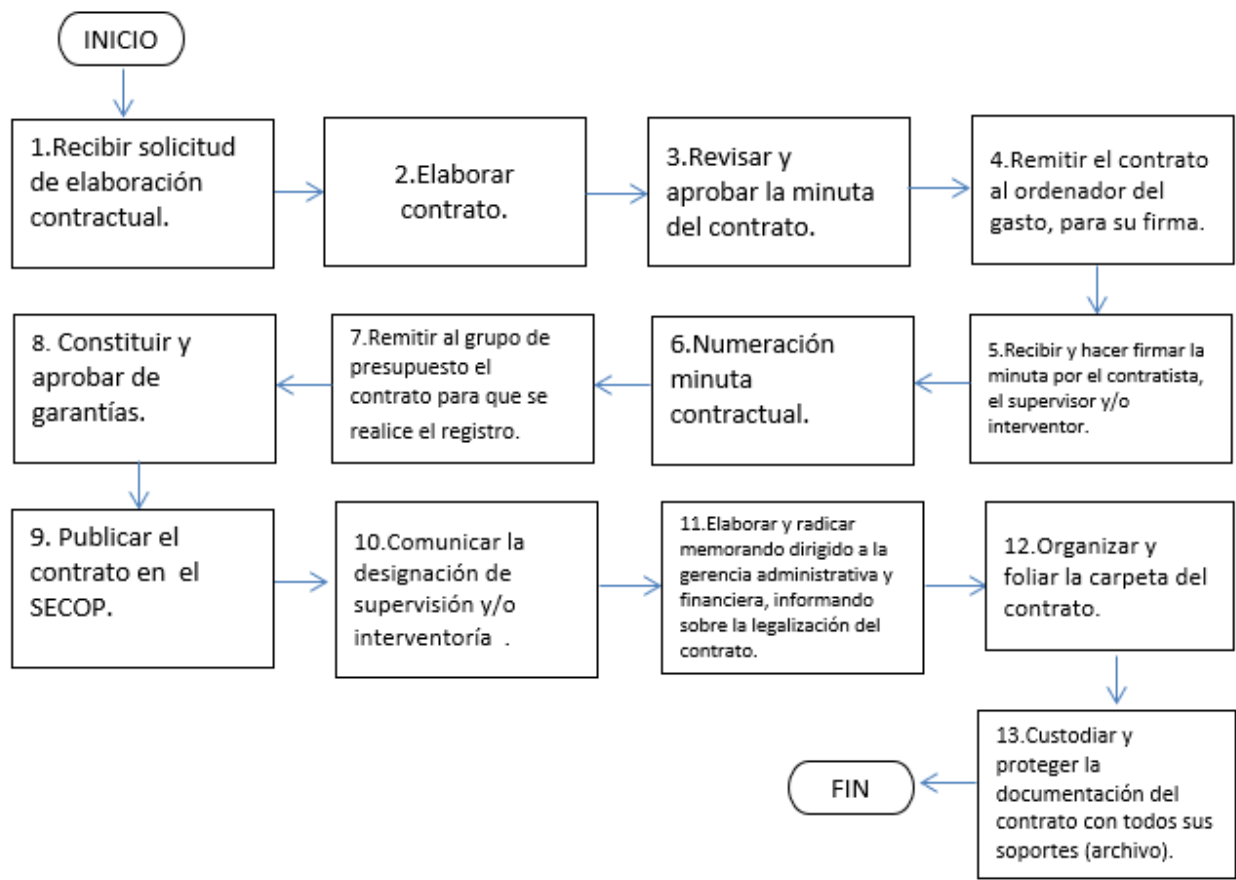 INICIO
1.Recibir solicitud
de elaboración
contractual.
2.Elaborar
contrato.
3.Revisar y
aprobar la minuta
del contrato.
4.Remitir el contrato
al ordenador del
gasto, para su firma.
5.Recibir y hacer firmar la
minuta por el contratista,
el supervisor y/o
interventor.
6.Numeración
minuta
contractual.
7.Remitir al grupo de
presupuesto el
contrato para que se
realice el registro.
8. Constituir y
aprobar de
garantías.
9. Publicar el
contrato en el
SECOP.
10.Comunicar la
designación de
supervisión y/o
interventoría .
11.Elaborar y radicar
memorando dirigido a la
gerencia administrativa y
financiera, informando
sobre la legalización del
contrato.
12.Organizar y
foliar la carpeta del
contrato.
13.Custodiar y
proteger la
documentación del
contrato con todos sus
soportes (archivo).
FIN